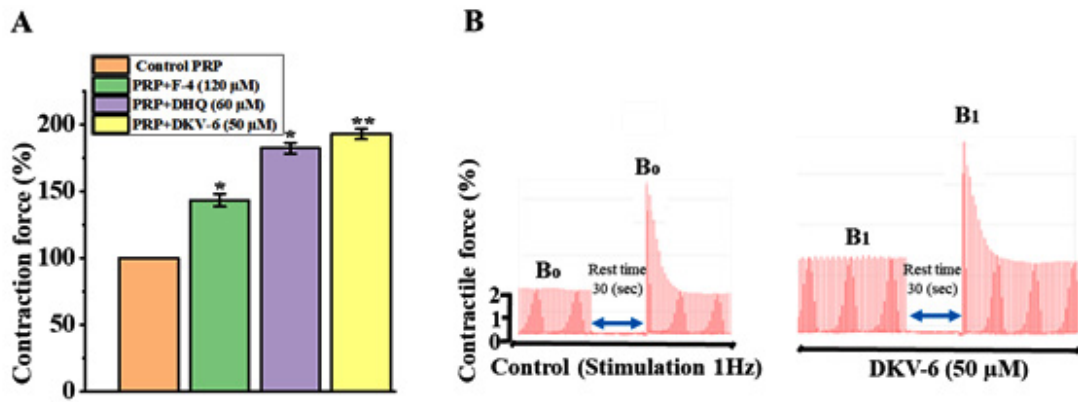 A
Control PRP
PRP+F-4 (120 μM)
PRP+DHQ (60 μM)
PRP+DKV-6 (50 μM)
Contraction force (%)
200
150
100
50
0
*
*
**
B
Contractile force (%)
2
1
0
B0
Rest time
30 (sec)
B0
Control (Stimulation 1Hz)
B1
Rest time
30 (sec)
B1
DKV-6 (50 μM)